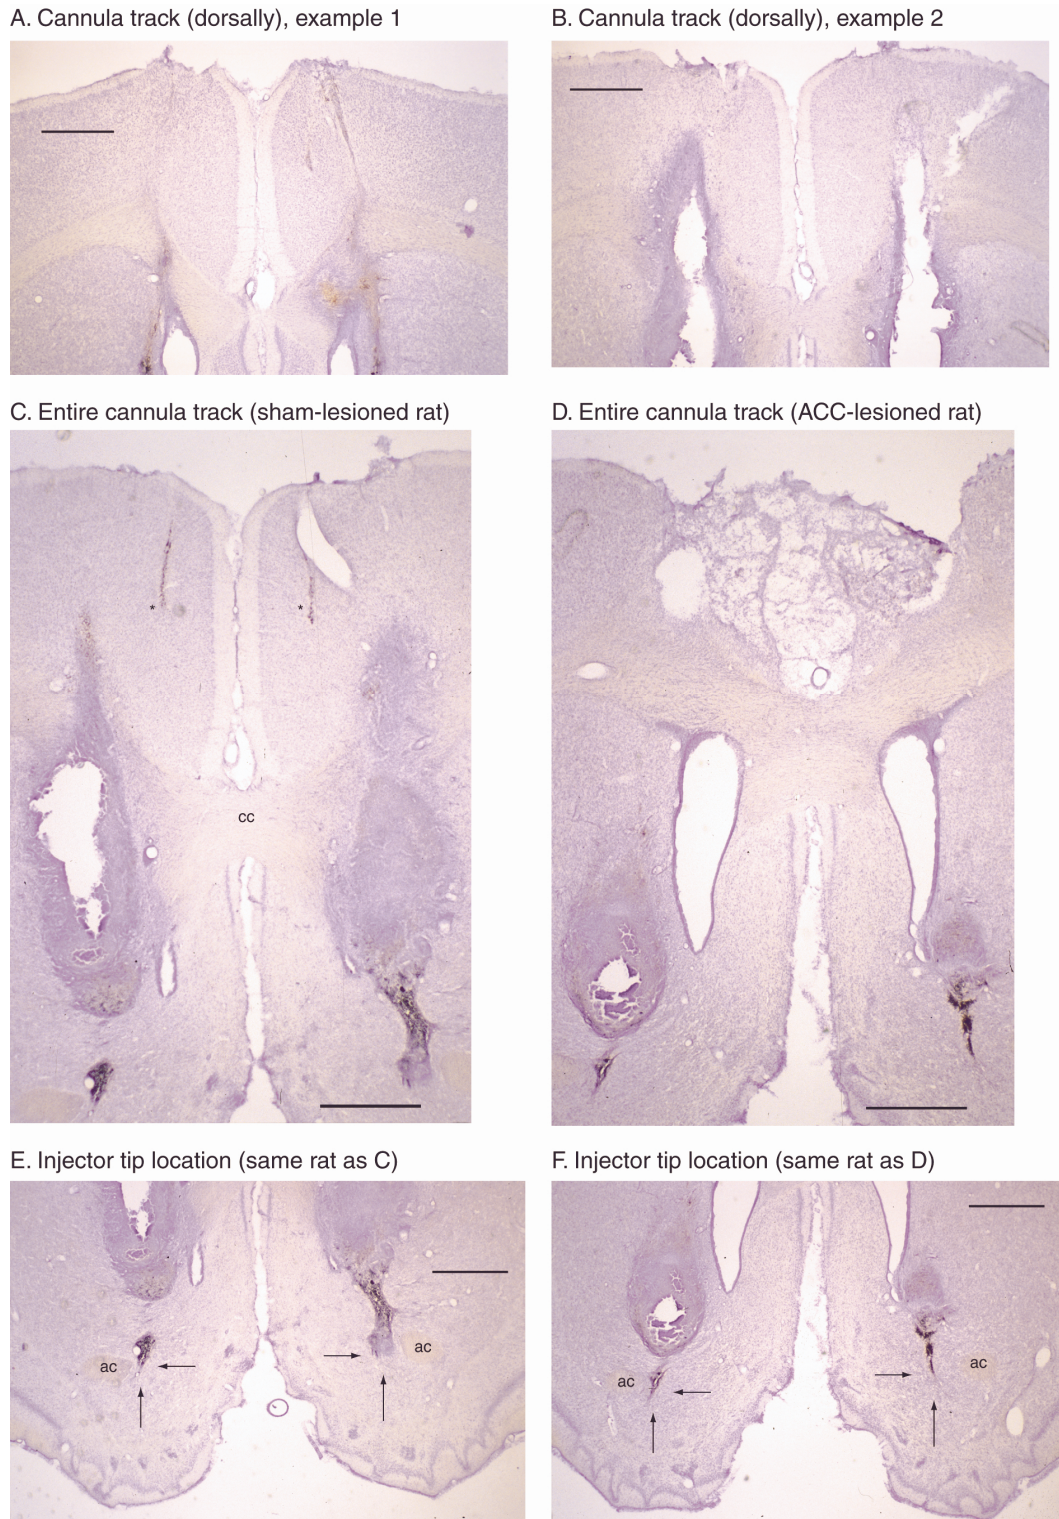 A. Cannula track (dorsally), example 1
B. Cannula track (dorsally), example 2
C. Entire cannula track (sham-lesioned rat)
D. Entire cannula track (ACC-lesioned rat)
*
*
cc
E. Injector tip location (same rat as C)
F. Injector tip location (same rat as D)
ac
ac
ac
ac